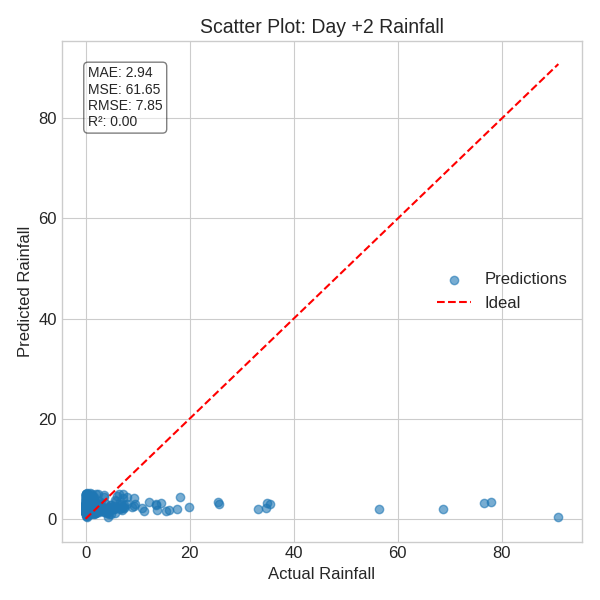 Scatter Plot: Day +2 Rainfall
MAE: 2.94
MSE: 61.65
RMSE: 7.85
R²: 0.00
80
60
40
20
0
Predicted Rainfall
Predictions
Ideal
0 20 40 60 80
Actual Rainfall